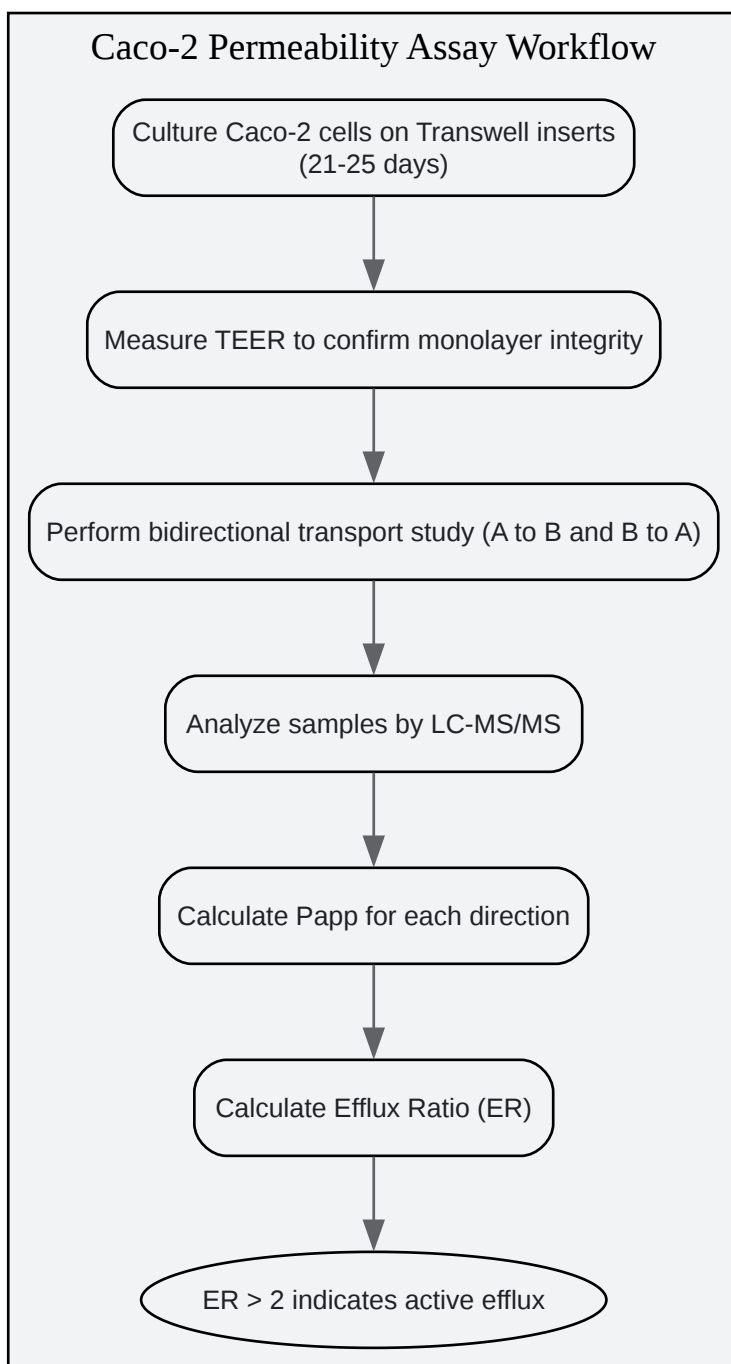 Caco-2 Permeability Assay Workflow
Culture Caco-2 cells on Transwell inserts
(21-25 days)
Measure TEER to confirm monolayer integrity
Perform bidirectional transport study (A to B and B to A)
Analyze samples by LC-MS/MS
Calculate Papp for each direction
Calculate Efflux Ratio (ER)
ER > 2 indicates active efflux